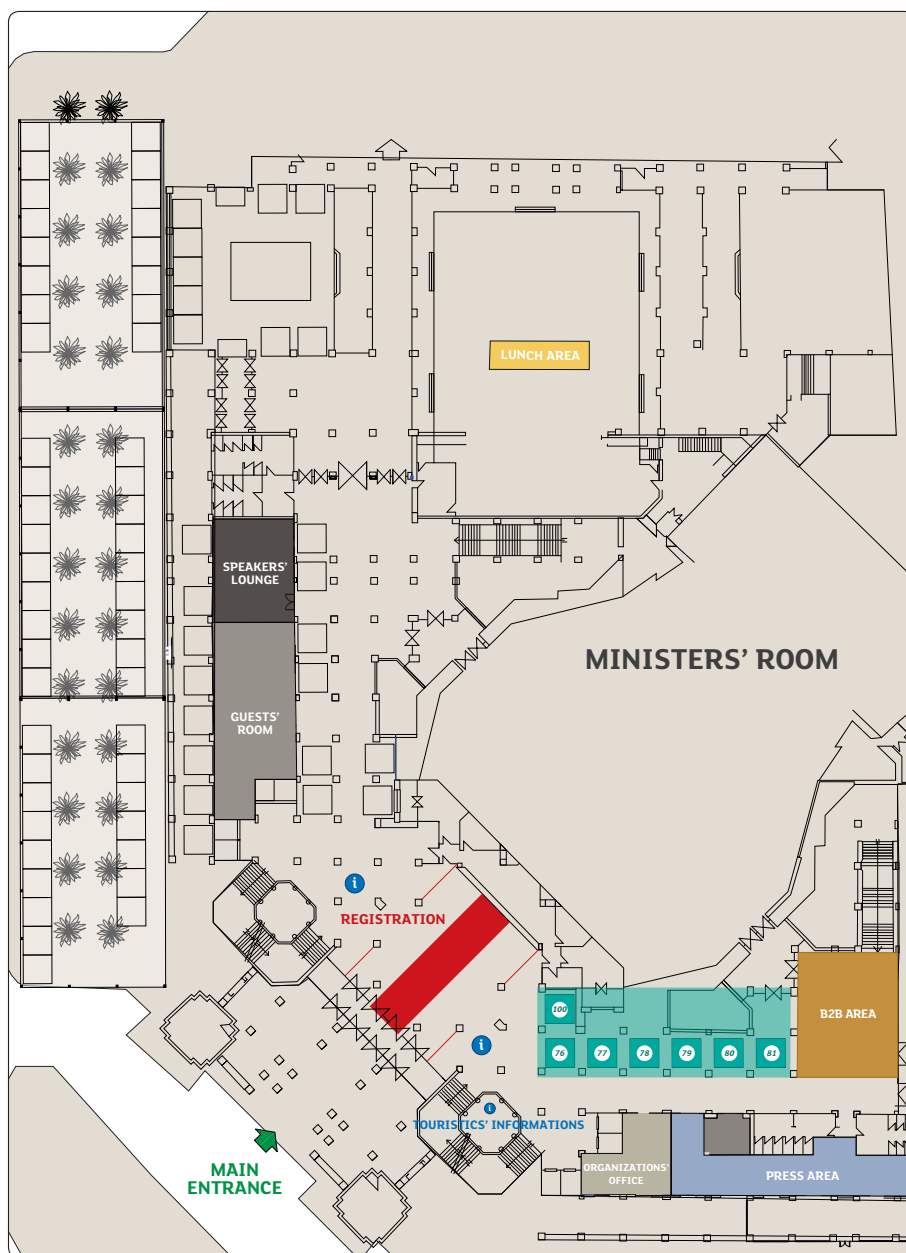 LUNCH AREA
SPEAKERS'
LOUNGE
MINISTERS' ROOM
GUESTS'
ROOM
i
REGISTRATION
100
B2B AREA
i
76
77
78
79
80
81
i
TOURISTICS' INFORMATIONS
ORGANIZATIONS'
OFFICE
PRESS AREA
MAIN
ENTRANCE